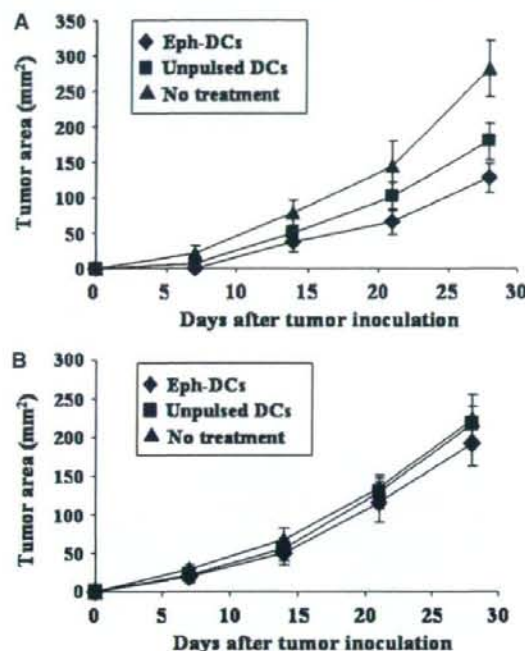 A
Eph-DCs
Unpulsed DCs
No treatment
Tumor area (mm²)
350
300
250
200
150
100
50
0
0 5 10 15 20 25 30
Days after tumor inoculation
B
Eph-DCs
Unpulsed DCs
No treatment
Tumor area (mm²)
300
250
200
150
100
50
0
0 5 10 15 20 25 30
Days after tumor inoculation